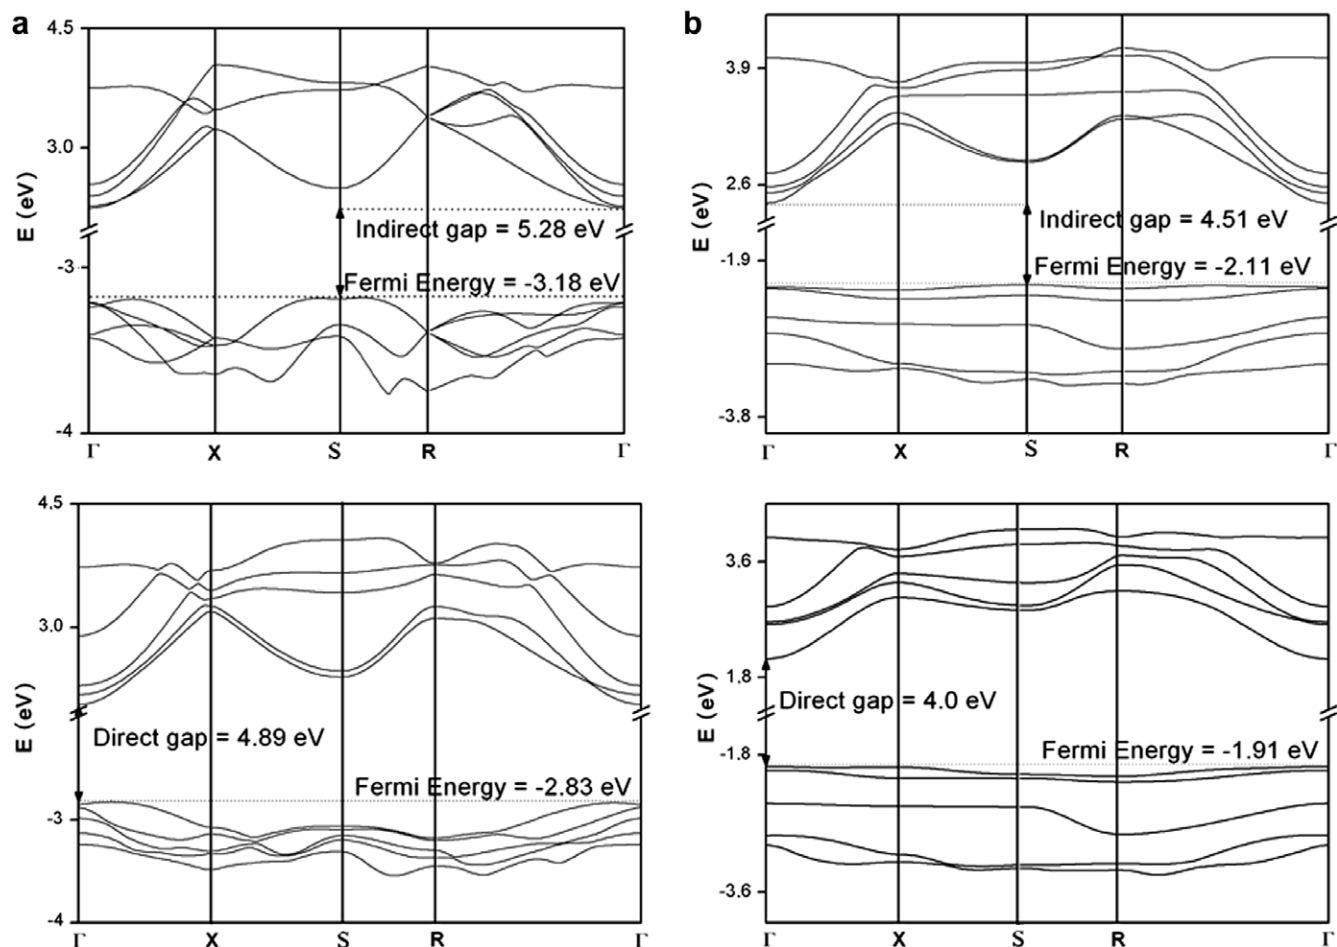 a
4.5
3.0
E (eV)
Indirect gap = 5.28 eV
-3
Fermi Energy = -3.18 eV
-4
Γ X S R Γ
b
3.9
2.6
E (eV)
Indirect gap = 4.51 eV
-1.9
Fermi Energy = -2.11 eV
-3.8
Γ X S R Γ
4.5
3.0
E (eV)
Direct gap = 4.89 eV
Fermi Energy = -2.83 eV
-3
-4
Γ X S R Γ
3.6
1.8
E (eV)
Direct gap = 4.0 eV
Fermi Energy = -1.91 eV
-1.8
-3.6
Γ X S R Γ